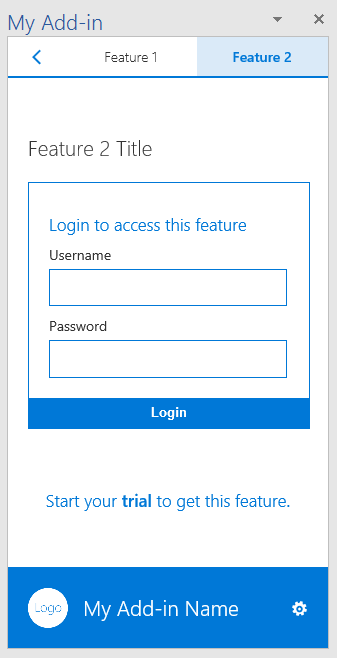 My Add-in
Feature 1
Feature 2
Feature 2 Title
Login to access this feature
Username
Password
Login
Start your trial to get this feature.
Logo
My Add-in Name